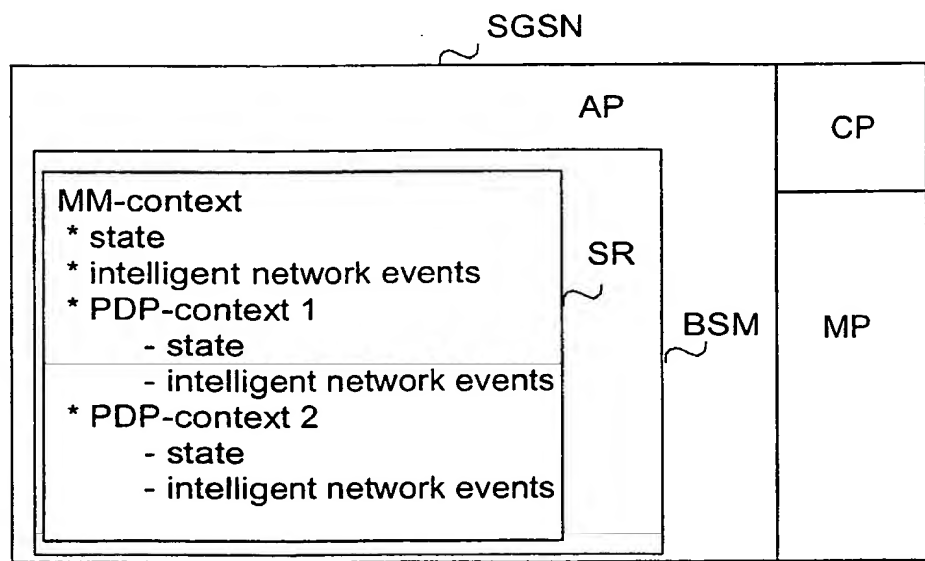 SGSN
AP
CP
MM-context
* state
* intelligent network events
* PDP-context 1
- state
- intelligent network events
* PDP-context 2
- state
- intelligent network events
SR
BSM
MP